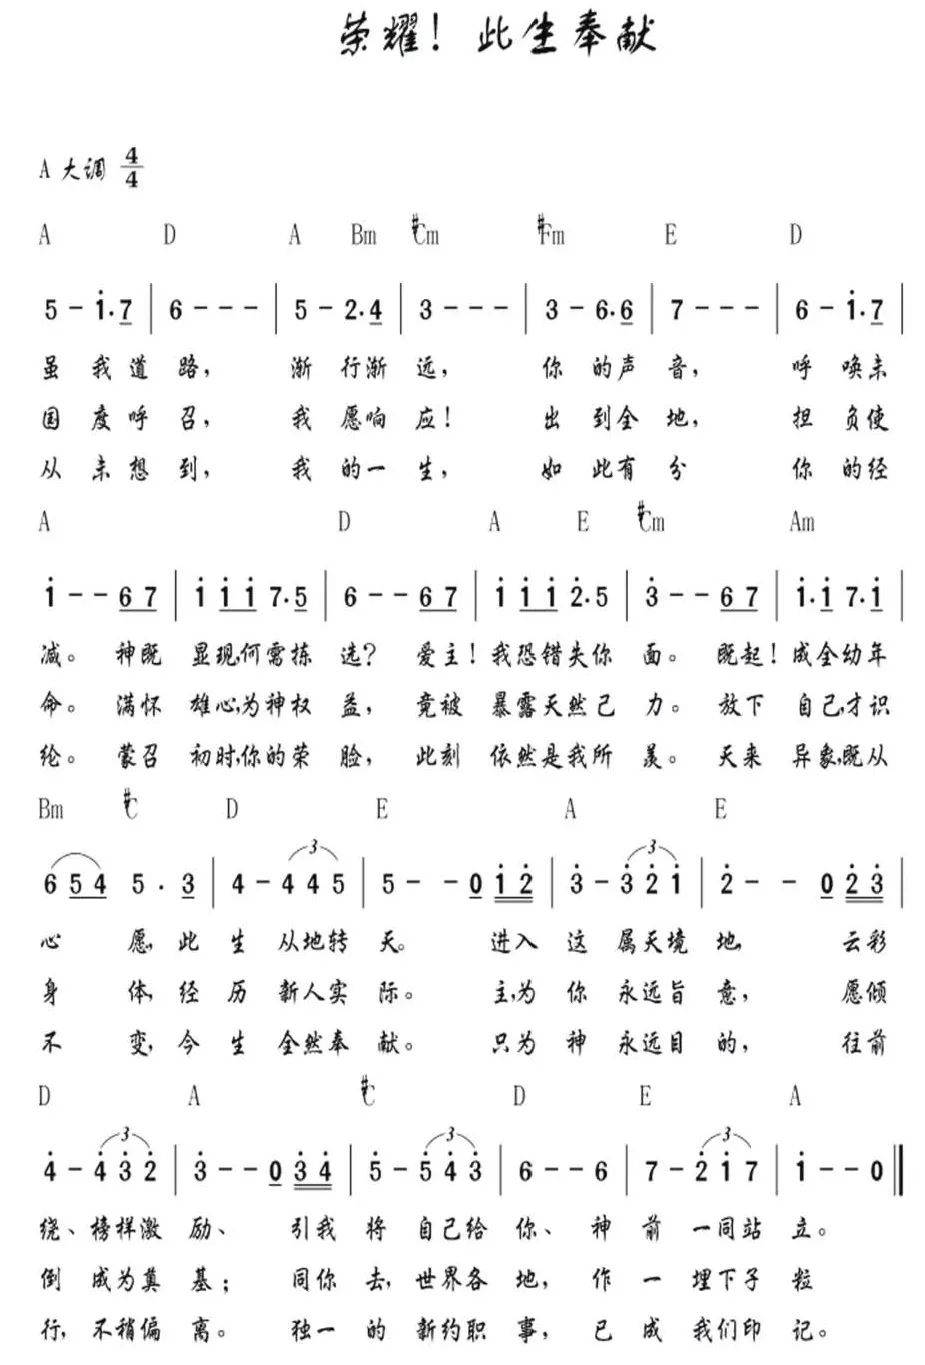 荣耀！此生奉献
A 大调 4/4
A D A Bm #Cm #Fm E D
5 - i· 7 | 6 - - - | 5 - 2· 4 | 3 - - - | 3 - 6· 6 | 7 - - - | 6 - i· 7 |
虽 我 道 路， 渐 行渐 远， 你 的声 音， 呼 唤未
国 度 呼 召， 我 愿响 应！ 出 到全 地， 担 负使
从 未 想 到， 我 的一 生， 如 此有 分 你 的经
A D A E #Cm Am
i - - 6 7 | i i i 7· 5 | 6 - - 6 7 | i i i 2· 5 | 3 - - 6 7 | i· i 7· i |
减。 神既 显现，何需拣 选？ 爱主！我恐错失你 面。 既起！成全幼年
命。 满怀 雄心，为神权 益， 竟被 暴露天然己 力。 放下 自己，才识
纶。 蒙召 初时，你的荣 脸， 此刻 依然是我所 羡。 天来 异象，既从
Bm #C D E A E
6 5 4 5· 3 | 4 - 4 4 5 | 5 - - 0 i 2 | 3 - 3 2 i | 2 - - 0 2 3 |
心 愿，此 生 从地转 天。 进入 这 属天境 地， 云彩
身 体，经 历 新人实 际。 主，为 你 永远旨 意， 愿倾
不 变，今 生 全然奉 献。 只为 神 永远目 的， 往前
D A #C D E A
4 - 4 3 2 | 3 - - 0 3 4 | 5 - 5 4 3 | 6 - - 6 | 7 - 2 i 7 | i - - 0 ‖
绕、榜样激 励、 引我 将 自己给 你、 神 前 一同站 立。
倒 成为奠 基； 同你 去，世界各 地， 作 一 埋下子 粒
行，不稍偏 离。 独一 的 新约职 事， 已 成 我们印 记。